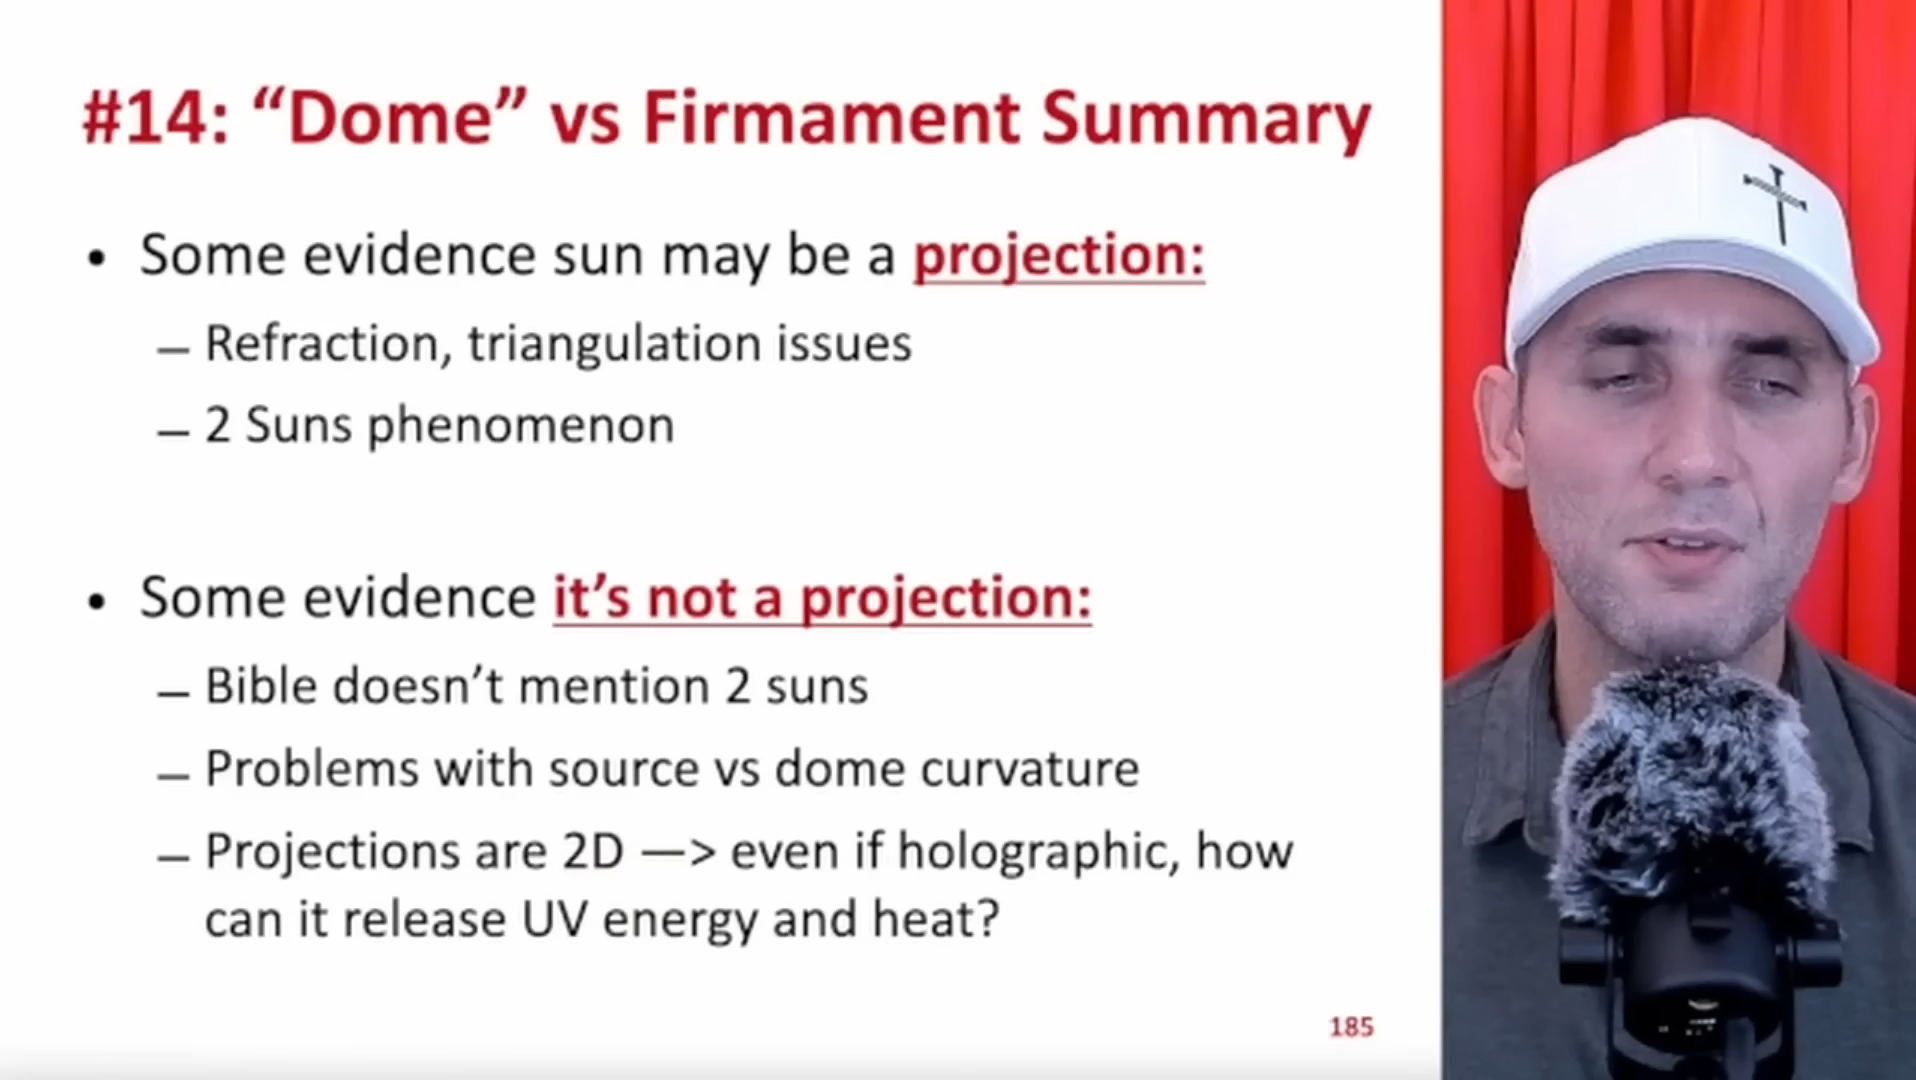 #14: “Dome” vs Firmament Summary
• Some evidence sun may be a projection:
– Refraction, triangulation issues
– 2 Suns phenomenon
• Some evidence it’s not a projection:
– Bible doesn’t mention 2 suns
– Problems with source vs dome curvature
– Projections are 2D —> even if holographic, how
can it release UV energy and heat?
185